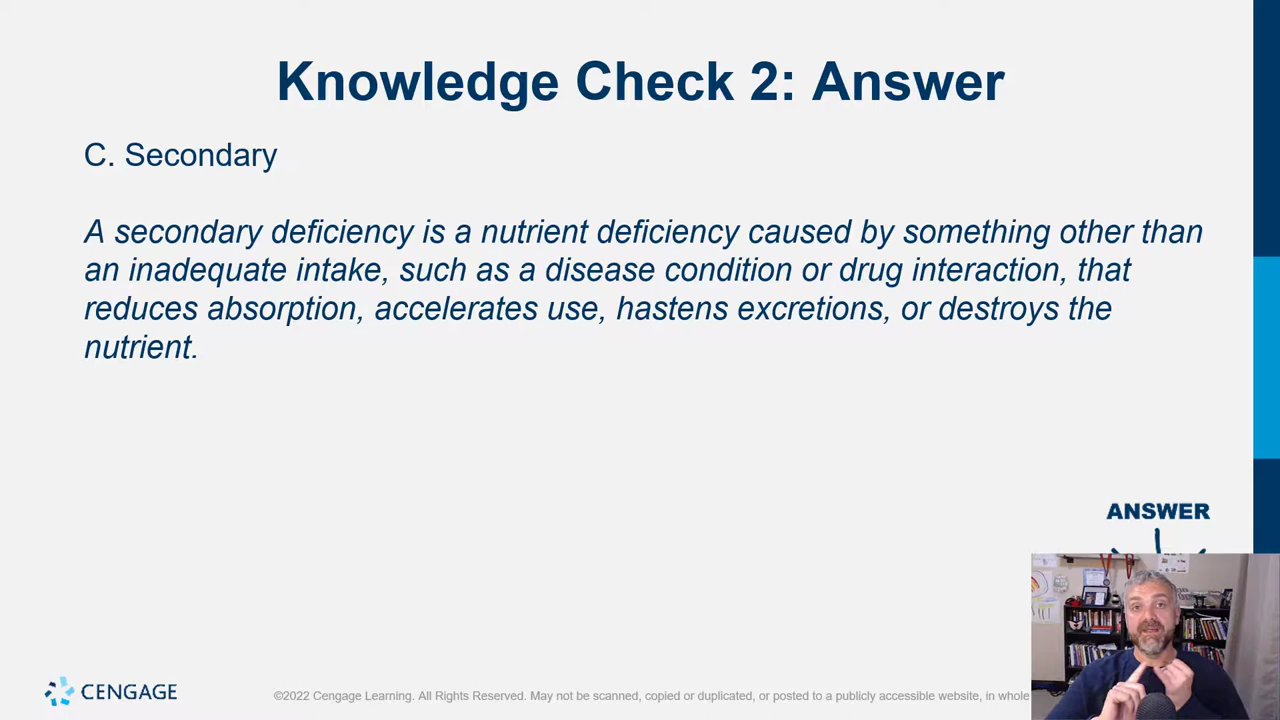 Knowledge Check 2: Answer
C. Secondary
A secondary deficiency is a nutrient deficiency caused by something other than
an inadequate intake, such as a disease condition or drug interaction, that
reduces absorption, accelerates use, hastens excretions, or destroys the
nutrient.
ANSWER
CENGAGE
©2022 Cengage Learning. All Rights Reserved. May not be scanned, copied or duplicated, or posted to a publicly accessible website, in whole